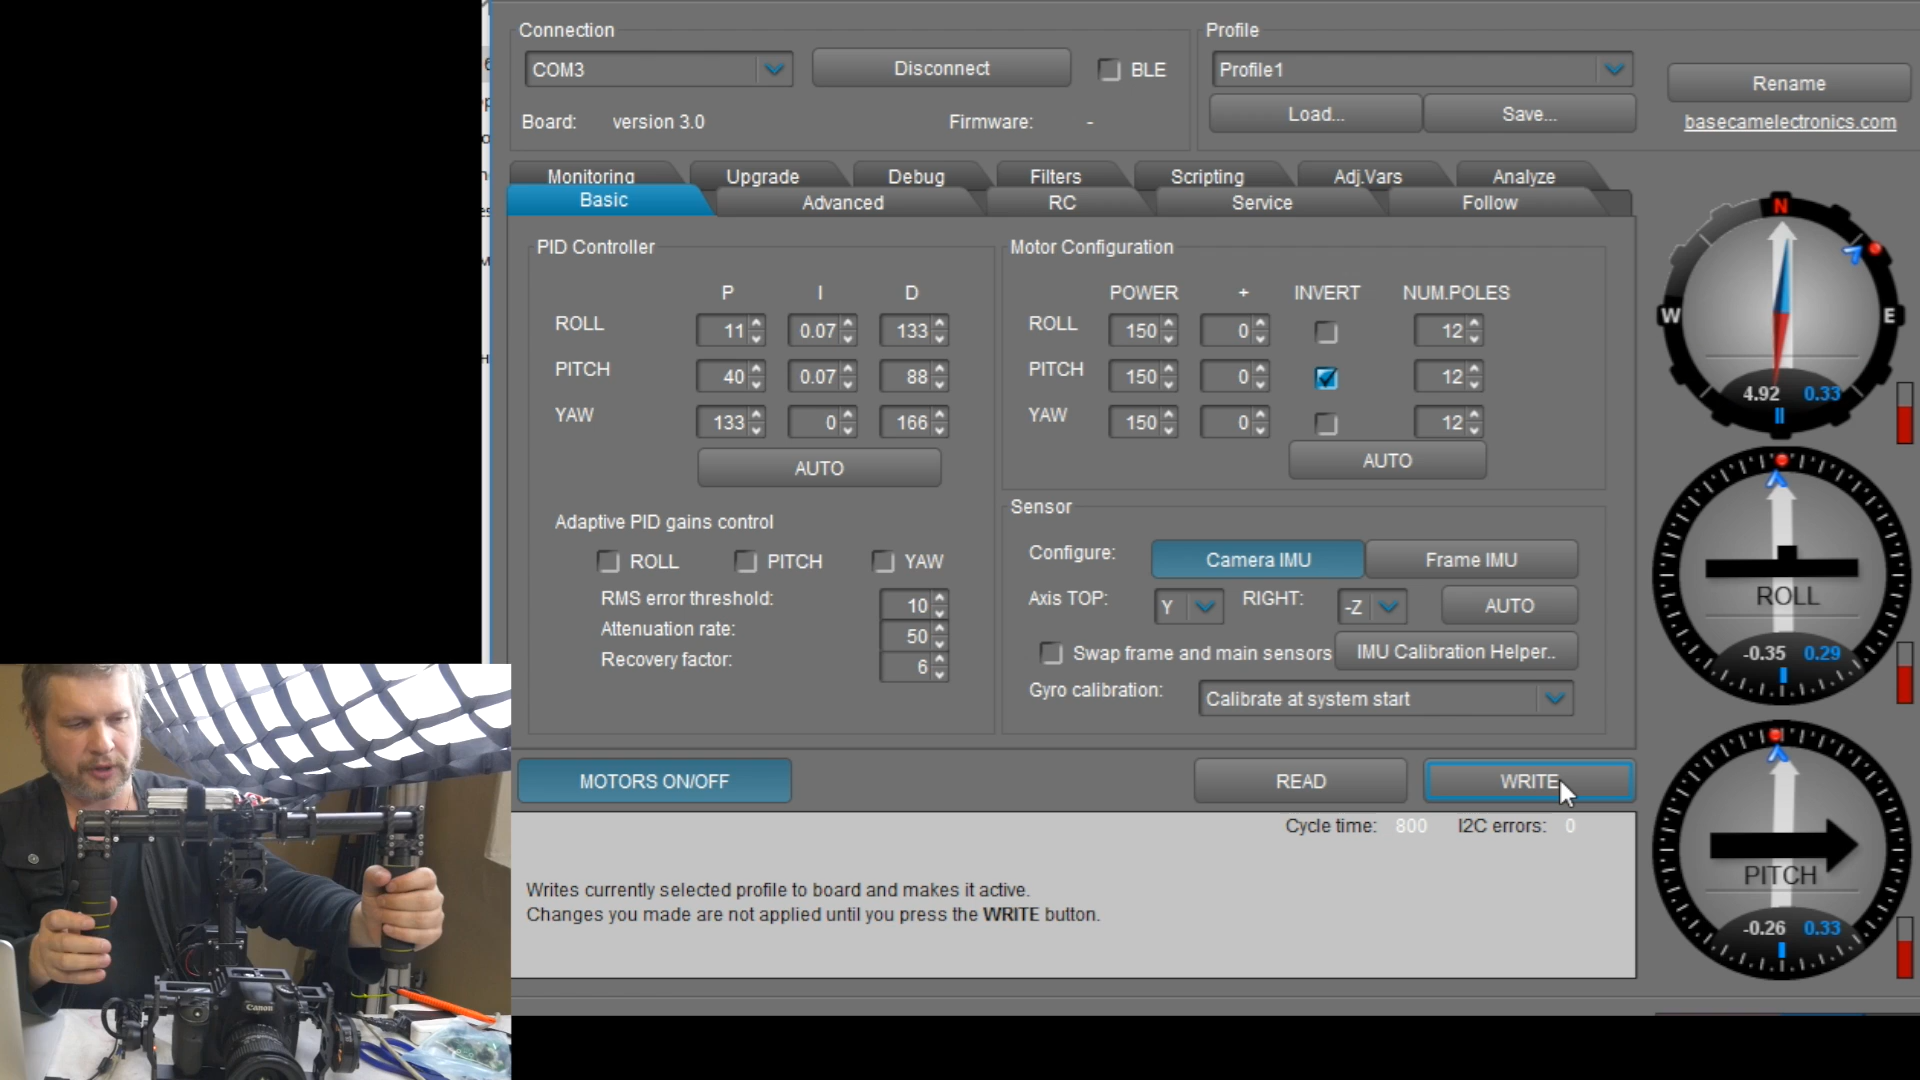 Connection
COM3
Disconnect
BLE
Board: version 3.0 Firmware: -
Profile
Profile1
Load...
Save...
Rename
basecamelectronics.com
Monitoring Upgrade Debug Filters Scripting Adj.Vars Analyze
Basic Advanced RC Service Follow
PID Controller
P I D
ROLL 11 0.07 133
PITCH 40 0.07 88
YAW 133 0 166
AUTO
Adaptive PID gains control
ROLL PITCH YAW
RMS error threshold: 10
Attenuation rate: 50
Recovery factor: 6
Motor Configuration
POWER + INVERT NUM.POLES
ROLL 150 0 12
PITCH 150 0 12
YAW 150 0 12
AUTO
Sensor
Configure: Camera IMU Frame IMU
Axis TOP: Y RIGHT: -Z AUTO
Swap frame and main sensors IMU Calibration Helper..
Gyro calibration: Calibrate at system start
MOTORS ON/OFF
READ
WRITE
Cycle time: 800 I2C errors: 0
Writes currently selected profile to board and makes it active.
Changes you made are not applied until you press the WRITE button.
N
W
E
4.92 0.33
ROLL
-0.35 0.29
PITCH
-0.26 0.33
Canon